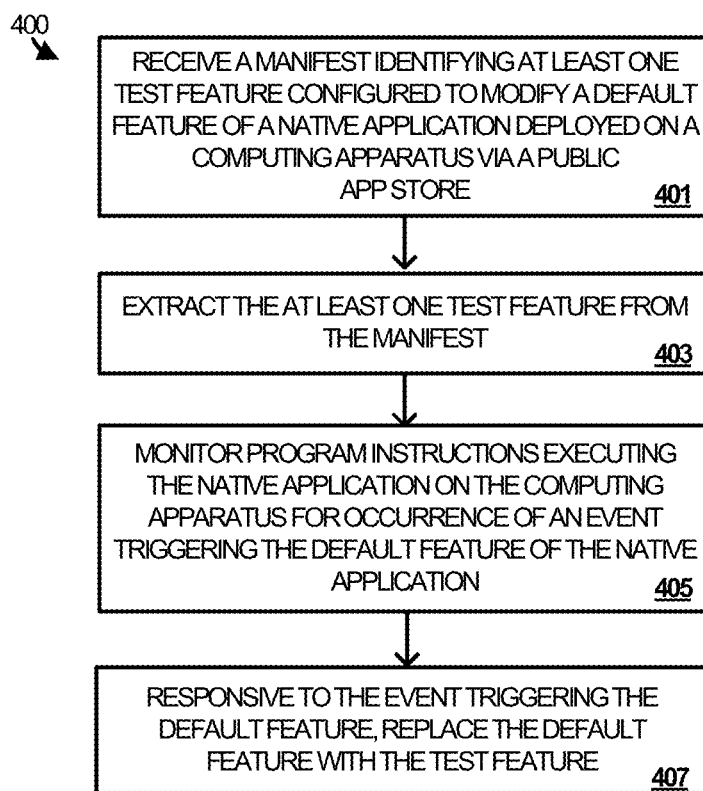 400
RECEIVE A MANIFEST IDENTIFYING AT LEAST ONE
TEST FEATURE CONFIGURED TO MODIFY A DEFAULT
FEATURE OF A NATIVE APPLICATION DEPLOYED ON A
COMPUTING APPARATUS VIA A PUBLIC
APP STORE
401
EXTRACT THE AT LEAST ONE TEST FEATURE FROM
THE MANIFEST
403
MONITOR PROGRAM INSTRUCTIONS EXECUTING
THE NATIVE APPLICATION ON THE COMPUTING
APPARATUS FOR OCCURRENCE OF AN EVENT
TRIGGERING THE DEFAULT FEATURE OF THE NATIVE
APPLICATION
405
RESPONSIVE TO THE EVENT TRIGGERING THE
DEFAULT FEATURE, REPLACE THE DEFAULT
FEATURE WITH THE TEST FEATURE
407